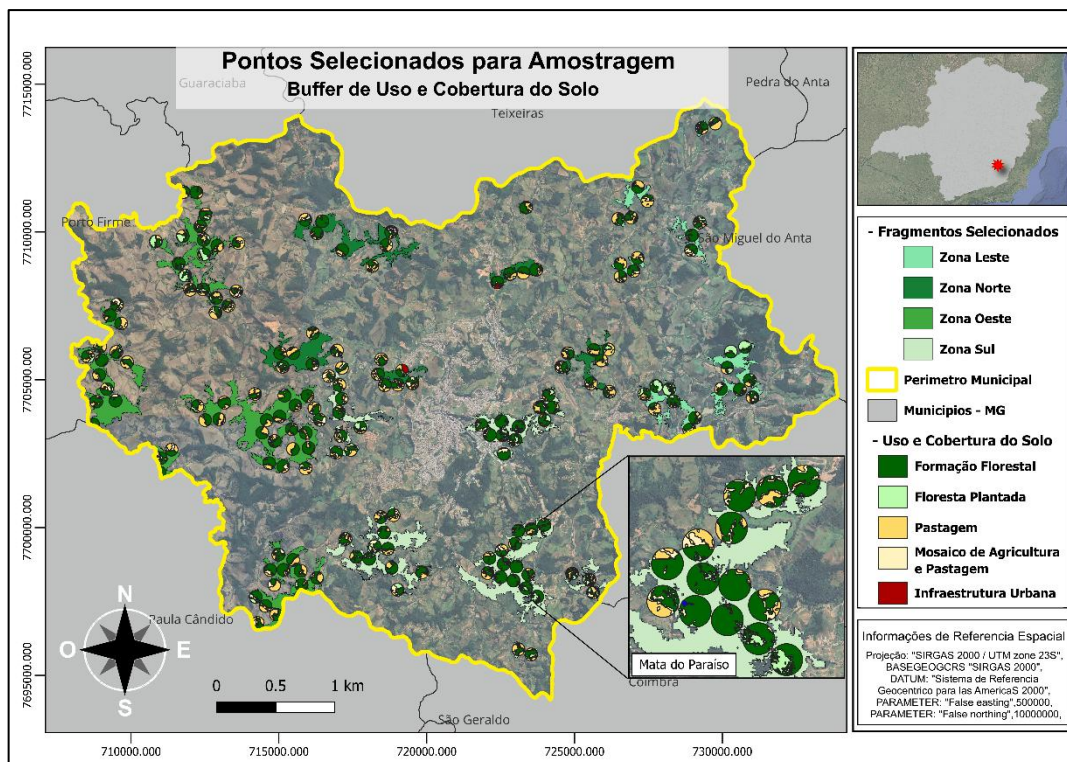 Pontos Selecionados para Amostragem
Buffer de Uso e Cobertura do Solo
Guaraciaba
Teixeiras
Pedra do Anta
Porto Firme
São Miguel do Anta
Paula Cândido
São Geraldo
Coimbra
Mata do Paraíso
N
O
E
S
0 0.5 1 km
7715000.000
7710000.000
7705000.000
7700000.000
7695000.000
710000.000 715000.000 720000.000 725000.000 730000.000
- Fragmentos Selecionados
Zona Leste
Zona Norte
Zona Oeste
Zona Sul
Perimetro Municipal
Municipios - MG
- Uso e Cobertura do Solo
Formação Florestal
Floresta Plantada
Pastagem
Mosaico de Agricultura
e Pastagem
Infraestrutura Urbana
Informações de Referencia Espacial
Projeção: "SIRGAS 2000 / UTM zone 23S",
BASEGEOGCRS "SIRGAS 2000",
DATUM: "Sistema de Referencia
Geocentrico para las AmericaS 2000",
PARAMETER: "False easting",500000,
PARAMETER: "False northing",10000000,